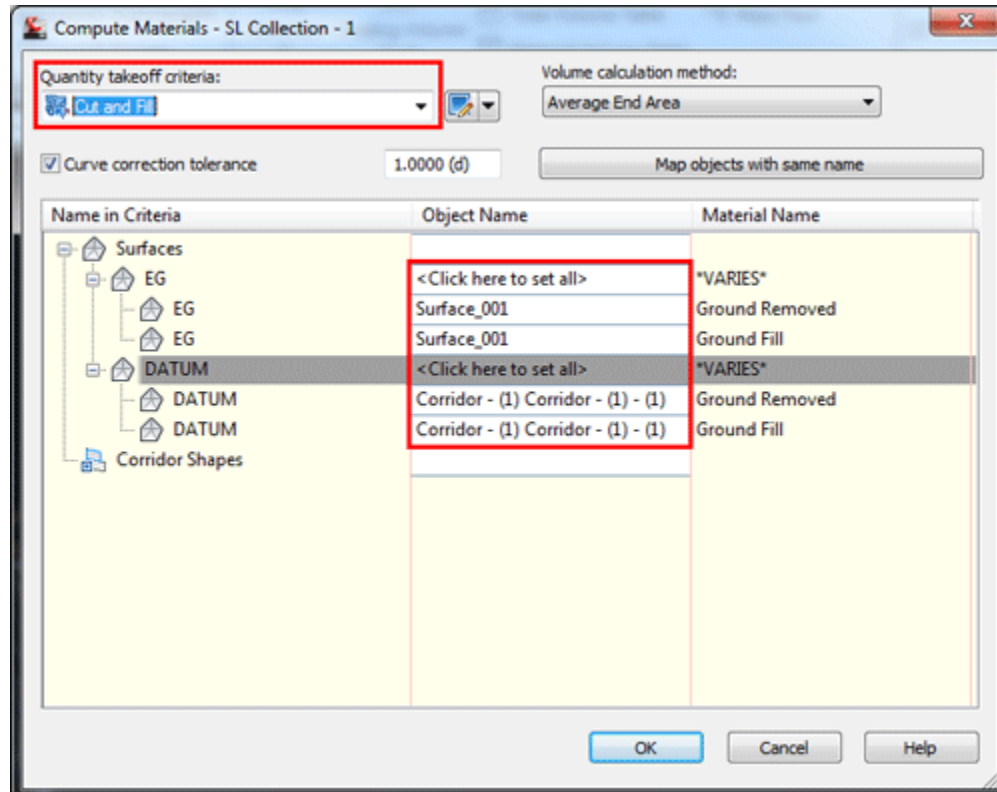 Compute Materials - SL Collection - 1
Quantity takeoff criteria:
Volume calculation method:
Cut and Fill
Average End Area
Curve correction tolerance
1.0000 (d)
Map objects with same name
Name in Criteria Object Name Material Name
Surfaces
EG <Click here to set all> *VARIES*
EG Surface_001 Ground Removed
EG Surface_001 Ground Fill
DATUM <Click here to set all> *VARIES*
DATUM Corridor - (1) Corridor - (1) - (1) Ground Removed
DATUM Corridor - (1) Corridor - (1) - (1) Ground Fill
Corridor Shapes
OK Cancel Help